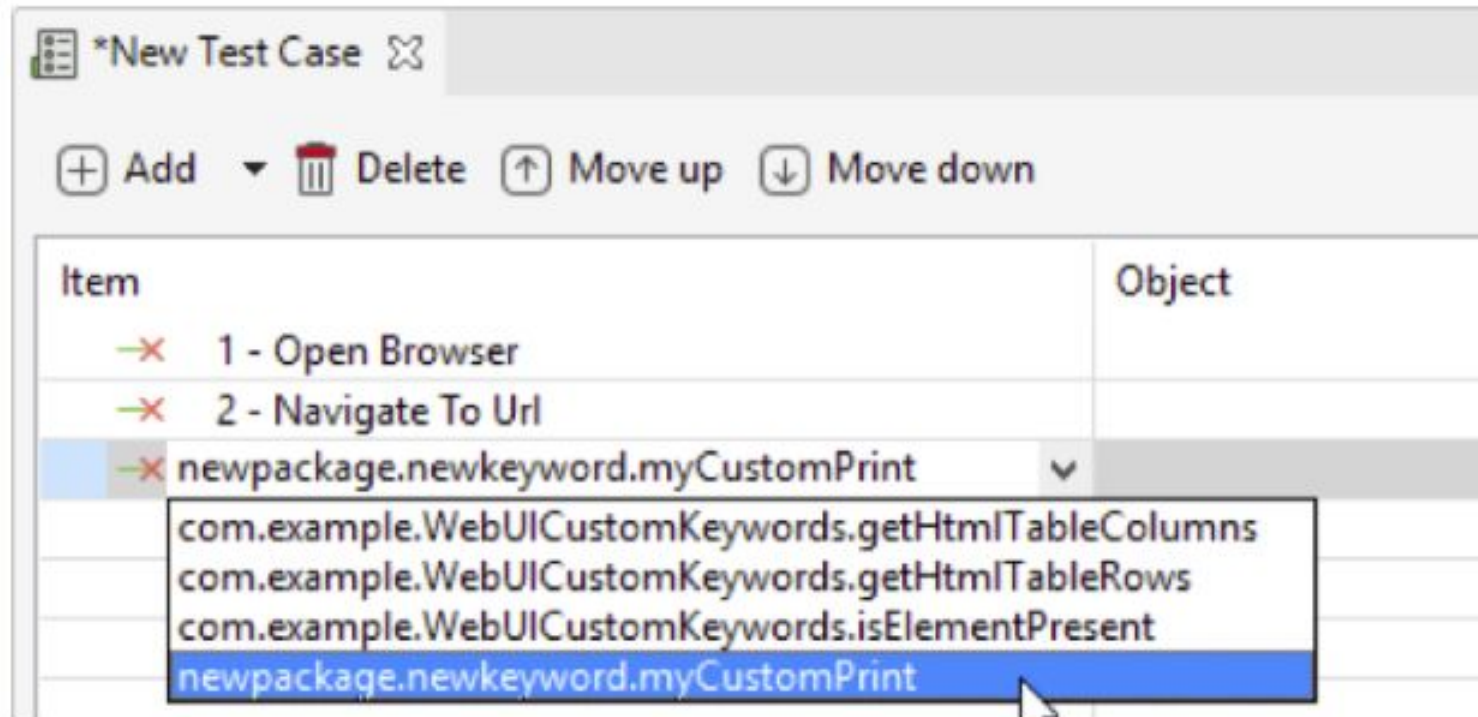 *New Test Case
Add Delete Move up Move down
Item Object
1 - Open Browser
2 - Navigate To Url
newpackage.newkeyword.myCustomPrint
com.example.WebUICustomKeywords.getHtmlTableColumns
com.example.WebUICustomKeywords.getHtmlTableRows
com.example.WebUICustomKeywords.isElementPresent
newpackage.newkeyword.myCustomPrint